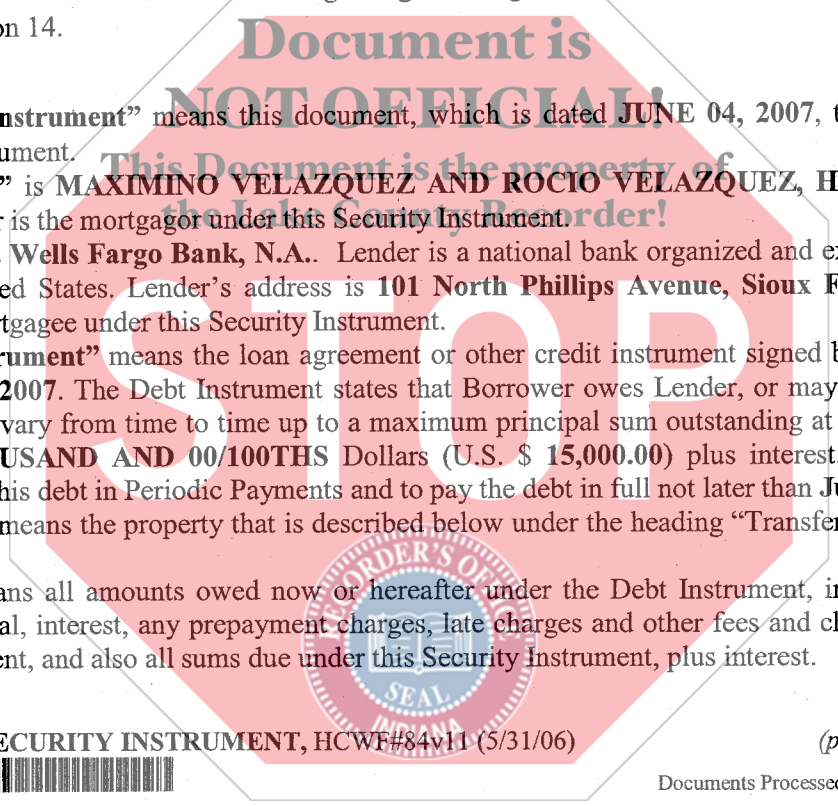 on 14.
Document is
NOT OFFICIAL!
nstrument” means this document, which is dated JUNE 04, 2007, t
ument.
This Document is the property of
” is MAXIMINO VELAZQUEZ AND ROCIO VELAZQUEZ, H
the Lake County Recorder!
r is the mortgagor under this Security Instrument.
. Wells Fargo Bank, N.A.. Lender is a national bank organized and e
ed States. Lender’s address is 101 North Phillips Avenue, Sioux F
rtgagee under this Security Instrument.
rument” means the loan agreement or other credit instrument signed b
2007. The Debt Instrument states that Borrower owes Lender, or may
STOP
vary from time to time up to a maximum principal sum outstanding at
USAND AND 00/100THS Dollars (U.S. $ 15,000.00) plus interest.
his debt in Periodic Payments and to pay the debt in full not later than Ju
means the property that is described below under the heading “Transfer
RECORDER'S OFFICE
ans all amounts owed now or hereafter under the Debt Instrument, in
al, interest, any prepayment charges, late charges and other fees and ch
ent, and also all sums due under this Security Instrument, plus interest.
SEAL
INDIANA
ECURITY INSTRUMENT, HCWF#84v11 (5/31/06) (p
Documents Processed